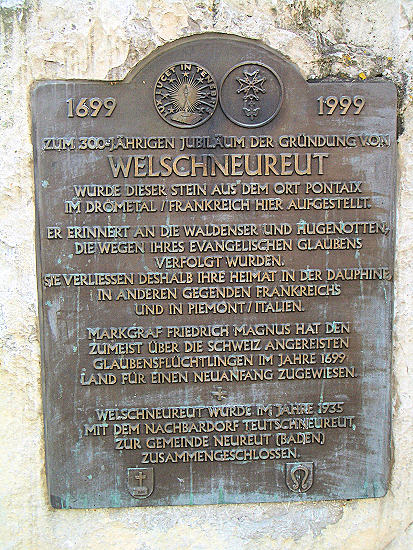 1699 1999
ZUM 300-JÄHRIGEN JUBILÄUM DER GRÜNDUNG VON
WELSCHNEUREUT
WURDE DIESER STEIN AUS DEM ORT PONTAIX
IM DROMETAL / FRANKREICH HIER AUFGESTELLT.
ER ERINNERT AN DIE WALDENSER UND HUGENOTTEN,
DIE WEGEN IHRES EVANGELISCHEN GLAUBENS
VERFOLGT WURDEN.
SIE VERLIESSEN DESHALB IHRE HEIMAT IN DER DAUPHINE,
IN ANDEREN GEGENDEN FRANKREICHS
UND IN PIEMONT/ITALIEN.
MARKGRAF FRIEDRICH MAGNUS HAT DEN
ZUMEIST ÜBER DIE SCHWEIZ ANGEREISTEN
GLAUBENSFLÜCHTLINGEN IM JAHRE 1699
LAND FÜR EINEN NEUANFANG ZUGEWIESEN.
WELSCHNEUREUT WURDE IM JAHRE 1935
MIT DEM NACHBARDORF TEUTSCHNEUREUT
ZUR GEMEINDE NEUREUT (BADEN)
ZUSAMMENGESCHLOSSEN.